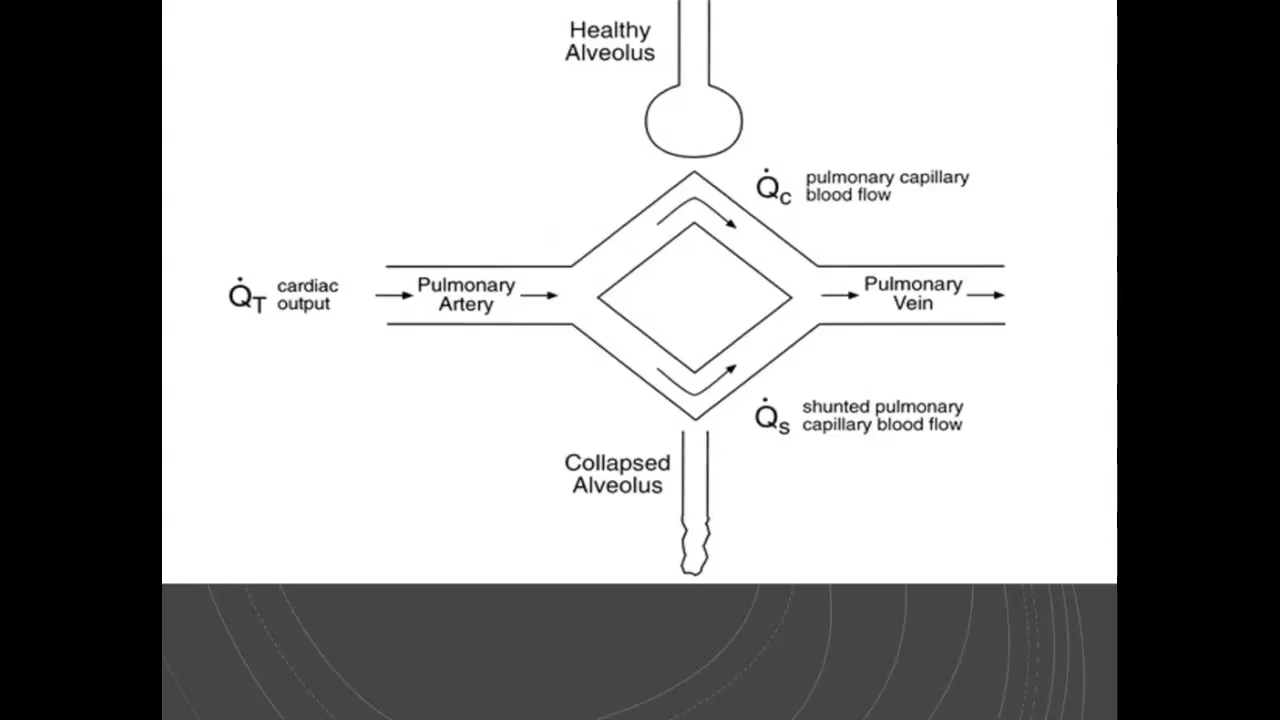 Healthy
Alveolus
Q̇c pulmonary capillary
blood flow
Q̇T cardiac
output
Pulmonary
Artery
Pulmonary
Vein
Q̇s shunted pulmonary
capillary blood flow
Collapsed
Alveolus